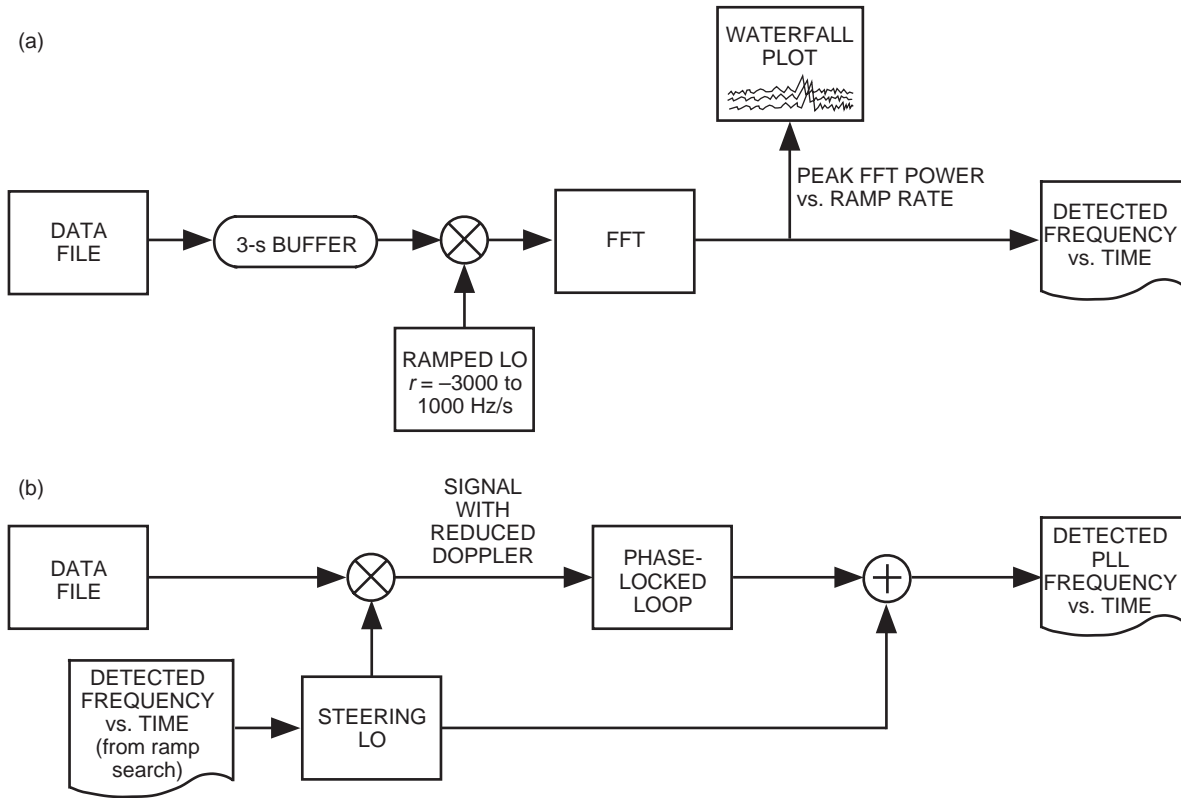 (a)
WATERFALL
PLOT
DATA
FILE
3-s BUFFER
RAMPED LO
r = –3000 to
1000 Hz/s
FFT
PEAK FFT POWER
vs. RAMP RATE
DETECTED
FREQUENCY
vs. TIME
(b)
DATA
FILE
DETECTED
FREQUENCY
vs. TIME
(from ramp
search)
STEERING
LO
SIGNAL
WITH
REDUCED
DOPPLER
PHASE-
LOCKED
LOOP
DETECTED
PLL
FREQUENCY
vs. TIME